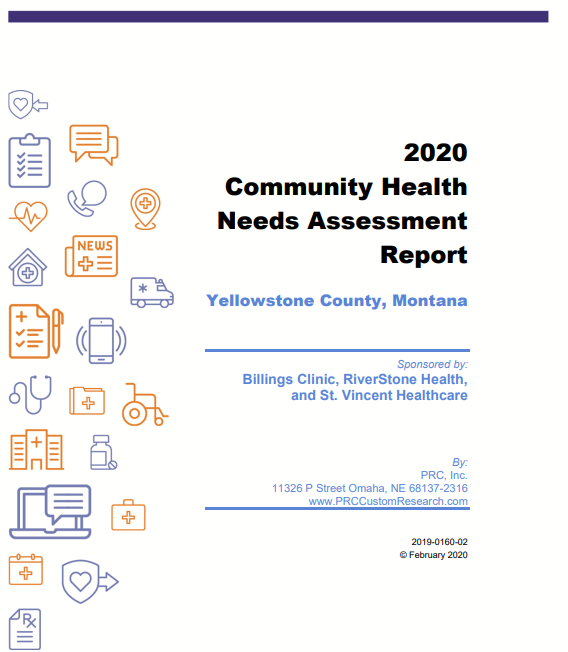 2020
Community Health
Needs Assessment
Report
Yellowstone County, Montana
Sponsored by:
Billings Clinic, RiverStone Health,
and St. Vincent Healthcare
By:
PRC, Inc.
11326 P Street Omaha, NE 68137-2316
www.PRCCustomResearch.com
2019-0160-02
© February 2020
NEWS
Rx